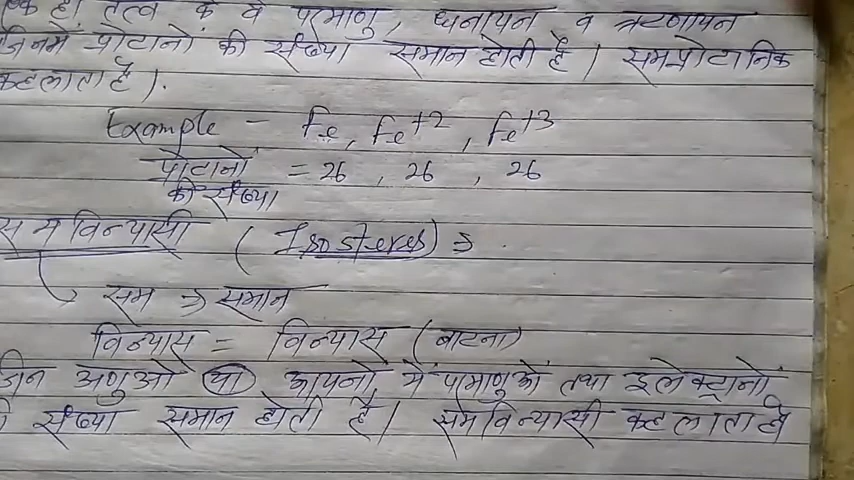 एक ही तत्व के वे परमाणु, धनायन व ऋणायन
जिनमें प्रोटानों की संख्या समान होती है। समप्रोटानिक
कहलाता है).
Example - Fe, Fe+2, Fe+3
प्रोटानों = 26, 26, 26
की संख्या
समविन्यासी (Isosteres) ⇒
सम ⇒ समान
विन्यास = विन्यास (बाटना)
जिन अणुओ या आयनो में परमाणुओं तथा इलेक्ट्रानों
की संख्या समान होती है। समविन्यासी कहलाता है